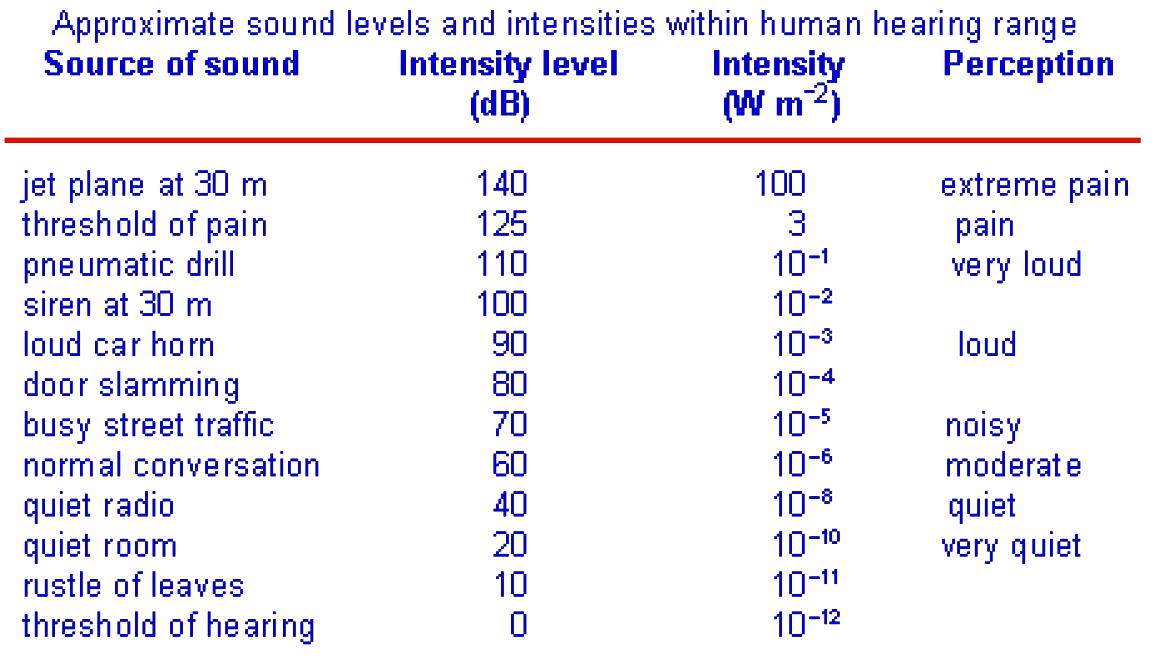 Approximate sound levels and intensities within human hearing range
Source of sound Intensity level (dB) Intensity (W m⁻²) Perception
jet plane at 30 m 140 100 extreme pain
threshold of pain 125 3 pain
pneumatic drill 110 10⁻¹ very loud
siren at 30 m 100 10⁻²
loud car horn 90 10⁻³ loud
door slamming 80 10⁻⁴
busy street traffic 70 10⁻⁵ noisy
normal conversation 60 10⁻⁶ moderate
quiet radio 40 10⁻⁸ quiet
quiet room 20 10⁻¹⁰ very quiet
rustle of leaves 10 10⁻¹¹
threshold of hearing 0 10⁻¹²